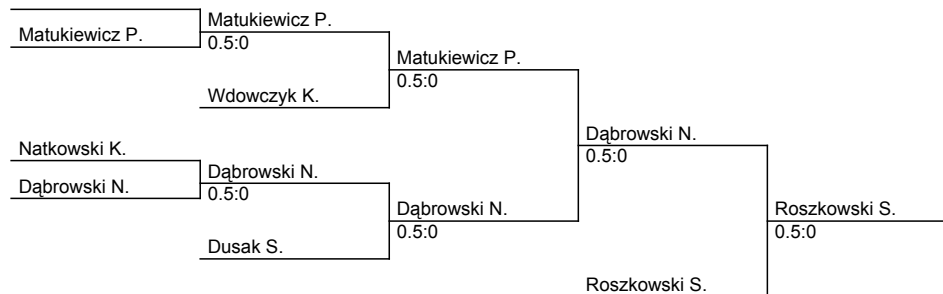 Matukiewicz P.
Matukiewicz P.
0.5:0
Wdowczyk K.
Matukiewicz P.
0.5:0
Natkowski K.
Dąbrowski N.
Dąbrowski N.
0.5:0
Dusak S.
Dąbrowski N.
0.5:0
Dąbrowski N.
0.5:0
Roszkowski S.
Roszkowski S.
0.5:0